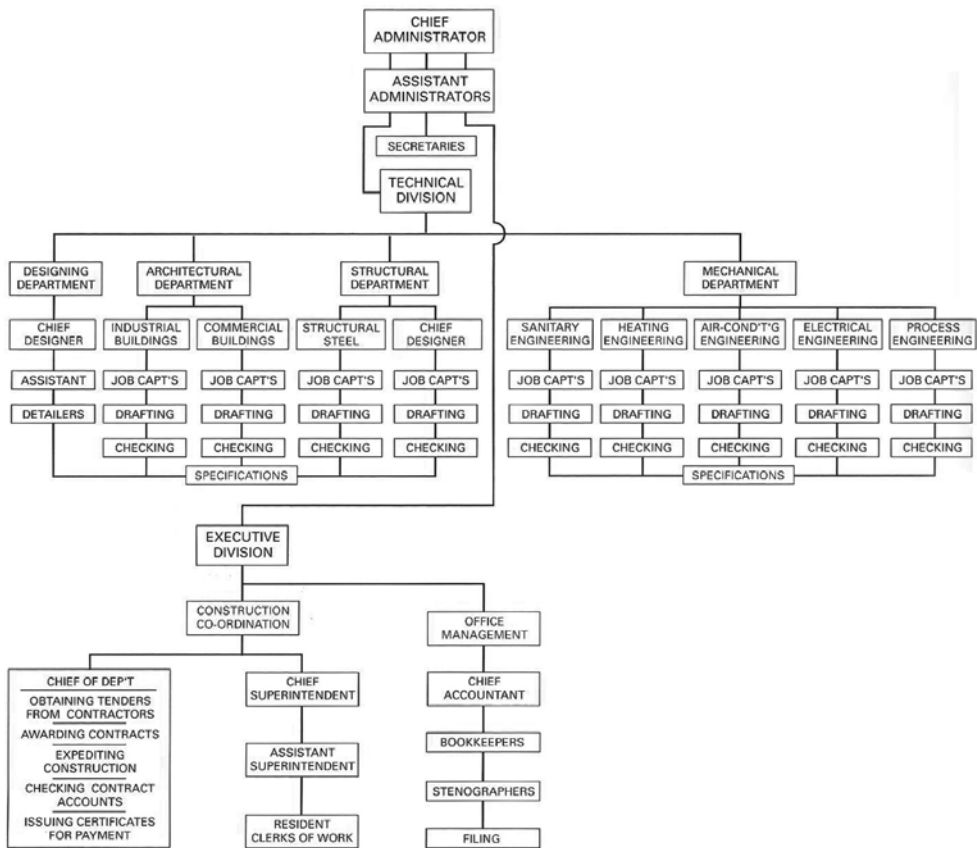 CHIEF
ADMINISTRATOR
ASSISTANT
ADMINISTRATORS
SECRETARIES
TECHNICAL
DIVISION
DESIGNING
DEPARTMENT
ARCHITECTURAL
DEPARTMENT
STRUCTURAL
DEPARTMENT
MECHANICAL
DEPARTMENT
CHIEF
DESIGNER
INDUSTRIAL
BUILDINGS
COMMERCIAL
BUILDINGS
STRUCTURAL
STEEL
CHIEF
DESIGNER
SANITARY
ENGINEERING
HEATING
ENGINEERING
AIR-COND'T'G
ENGINEERING
ELECTRICAL
ENGINEERING
PROCESS
ENGINEERING
ASSISTANT
JOB CAPT'S
JOB CAPT'S
JOB CAPT'S
JOB CAPT'S
JOB CAPT'S
JOB CAPT'S
JOB CAPT'S
JOB CAPT'S
JOB CAPT'S
DETAILERS
DRAFTING
DRAFTING
DRAFTING
DRAFTING
DRAFTING
DRAFTING
DRAFTING
DRAFTING
DRAFTING
CHECKING
CHECKING
CHECKING
CHECKING
CHECKING
CHECKING
CHECKING
CHECKING
CHECKING
SPECIFICATIONS
SPECIFICATIONS
EXECUTIVE
DIVISION
CONSTRUCTION
CO-ORDINATION
OFFICE
MANAGEMENT
CHIEF OF DEP'T
OBTAINING TENDERS
FROM CONTRACTORS
AWARDING CONTRACTS
EXPEDITING
CONSTRUCTION
CHECKING CONTRACT
ACCOUNTS
ISSUING CERTIFICATES
FOR PAYMENT
CHIEF
SUPERINTENDENT
ASSISTANT
SUPERINTENDENT
RESIDENT
CLERKS OF WORK
CHIEF
ACCOUNTANT
BOOKKEEPERS
STENOGRAPHERS
FILING